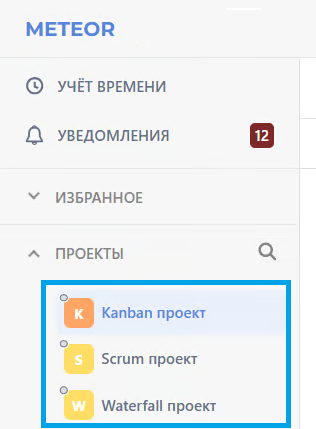 METEOR
УЧЁТ ВРЕМЕНИ
УВЕДОМЛЕНИЯ 12
ИЗБРАННОЕ
ПРОЕКТЫ
K Kanban проект
S Scrum проект
W Waterfall проект